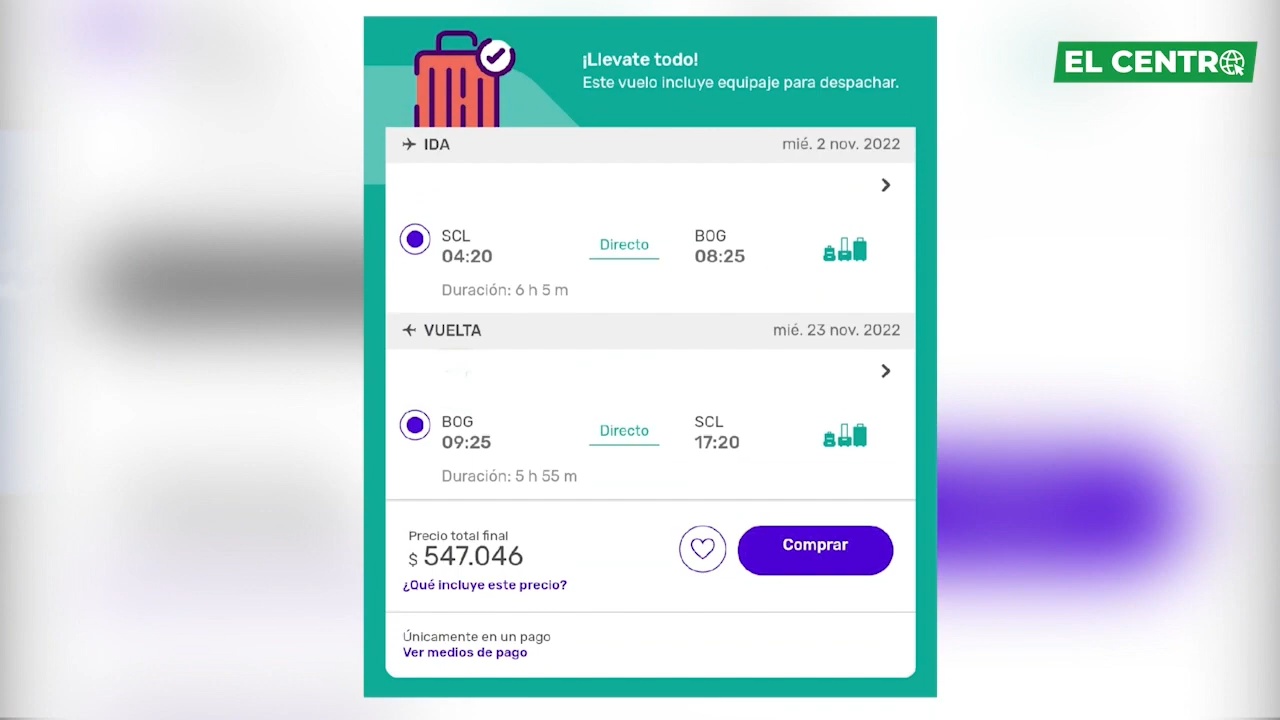 EL CENTRO
¡Llevate todo!
Este vuelo incluye equipaje para despachar.
IDA
mié. 2 nov. 2022
SCL
04:20
Directo
BOG
08:25
Duración: 6 h 5 m
VUELTA
mié. 23 nov. 2022
BOG
09:25
Directo
SCL
17:20
Duración: 5 h 55 m
Precio total final
$ 547.046
¿Qué incluye este precio?
Comprar
Únicamente en un pago
Ver medios de pago